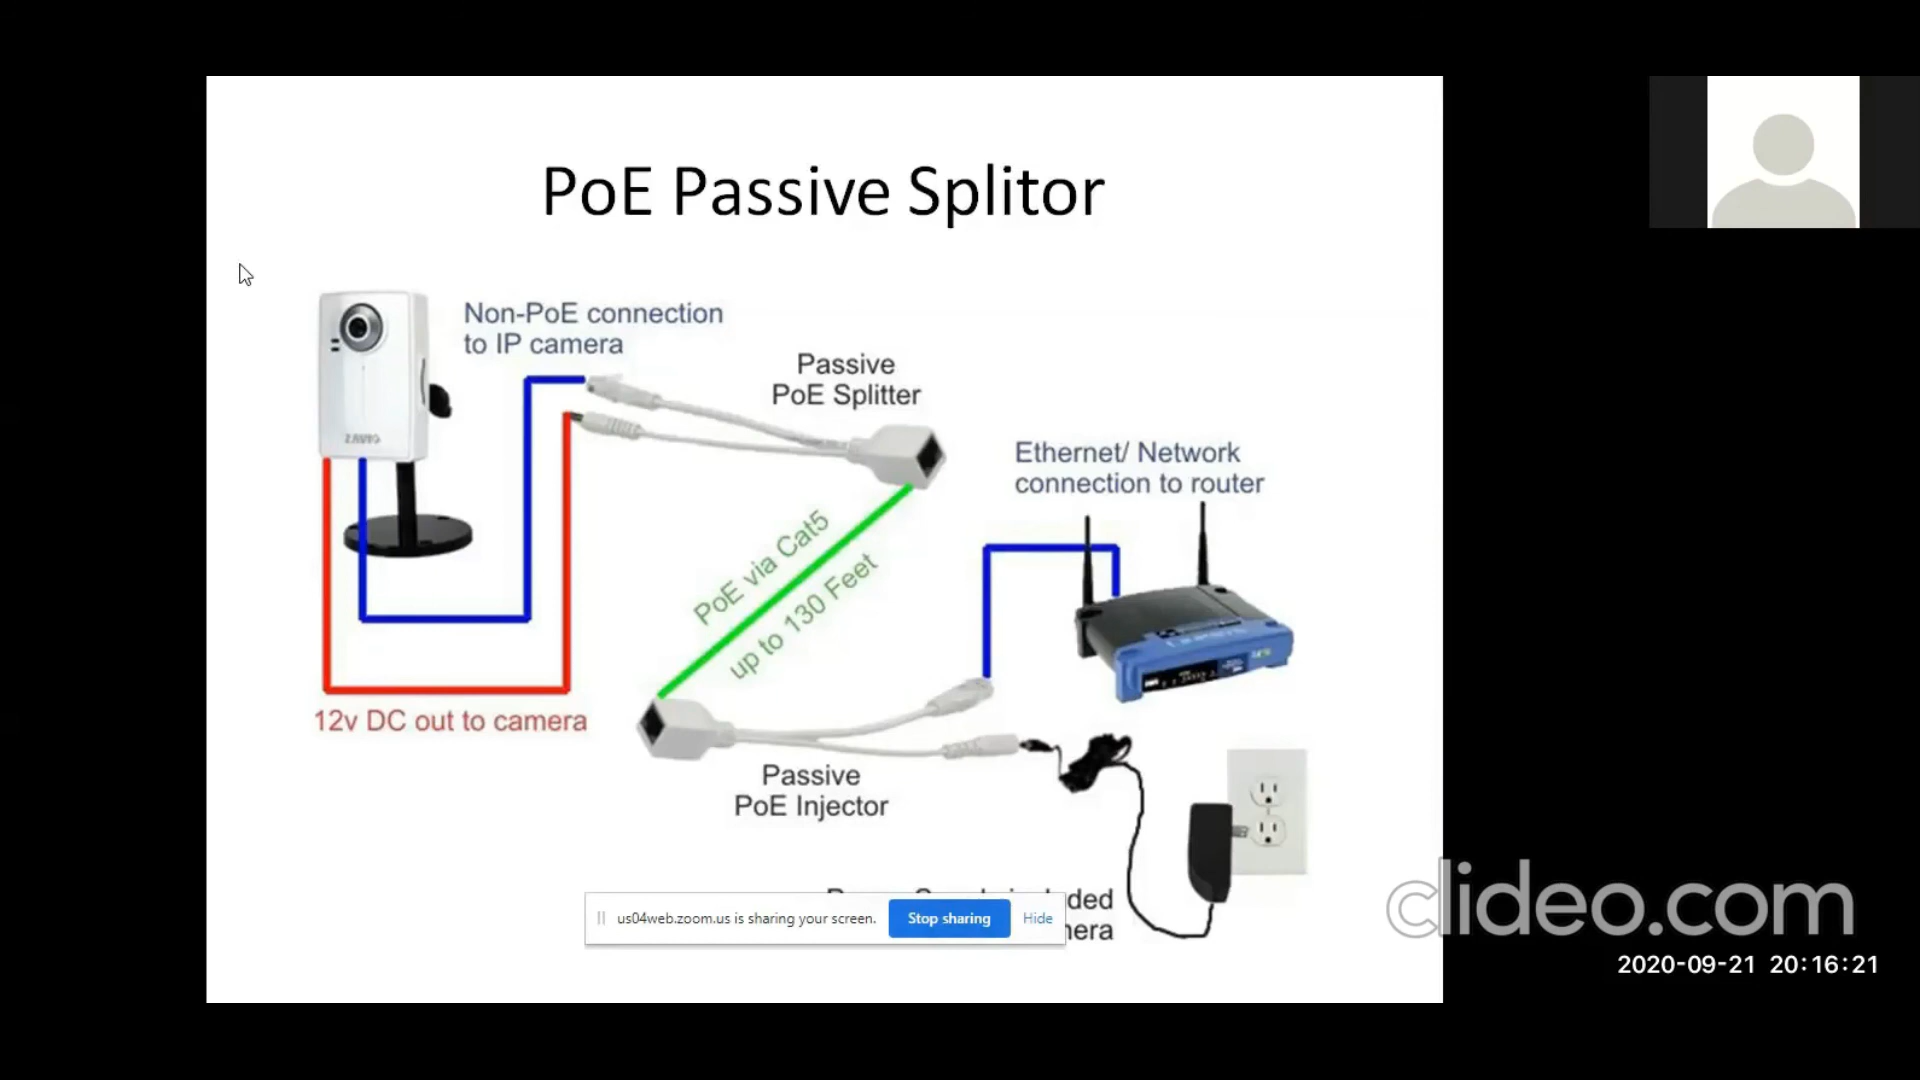 PoE Passive Splitor
Non-PoE connection
to IP camera
Passive
PoE Splitter
Ethernet/ Network
connection to router
PoE via Cat5
up to 130 Feet
12v DC out to camera
Passive
PoE Injector
us04web.zoom.us is sharing your screen.
Stop sharing
Hide
clideo.com
2020-09-21 20:16:21